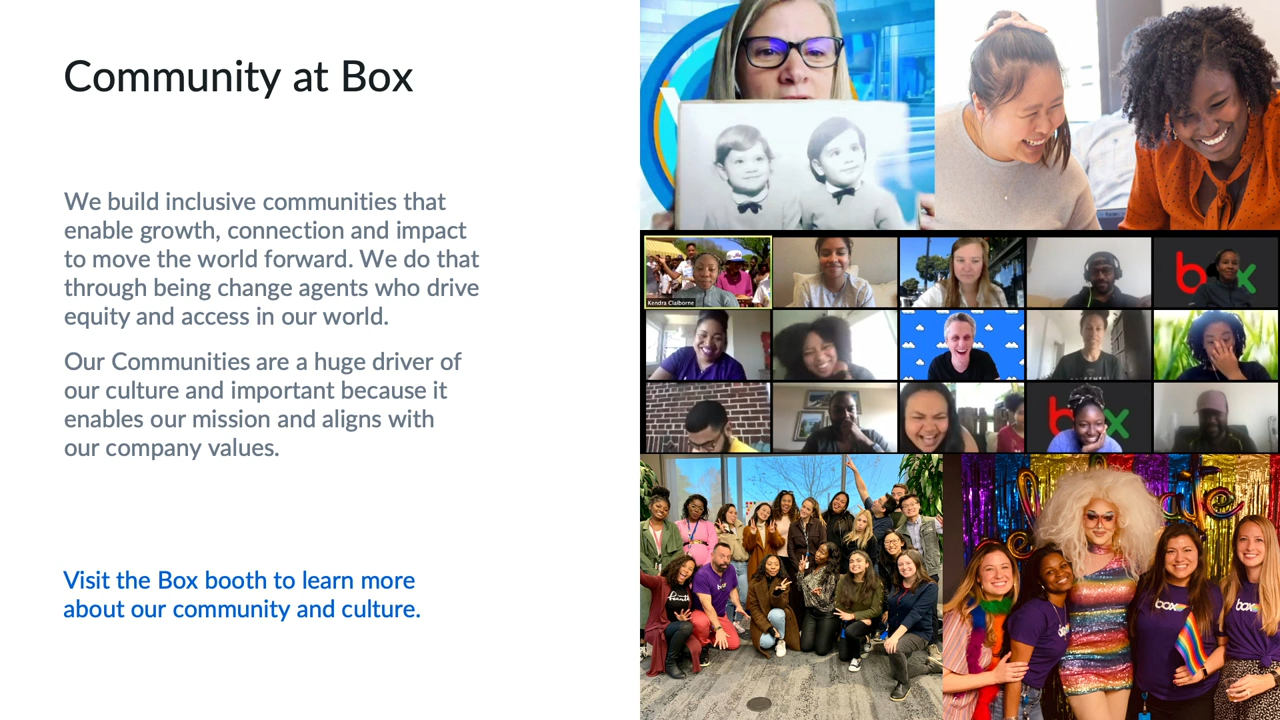 Community at Box
We build inclusive communities that
enable growth, connection and impact
to move the world forward. We do that
through being change agents who drive
equity and access in our world.
Our Communities are a huge driver of
our culture and important because it
enables our mission and aligns with
our company values.
Visit the Box booth to learn more
about our community and culture.
Kendra Claiborne
box
box
box
box